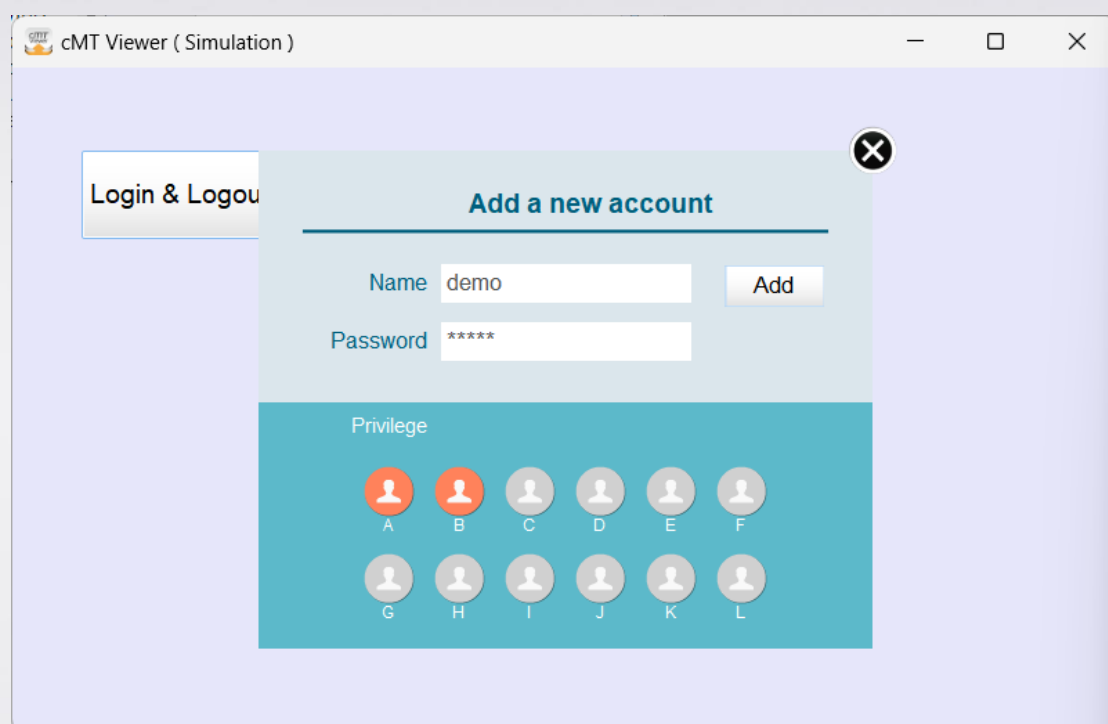 cMT Viewer ( Simulation )
Login & Logou
Add a new account
Name demo Add
Password *****
Privilege
A B C D E F
G H I J K L